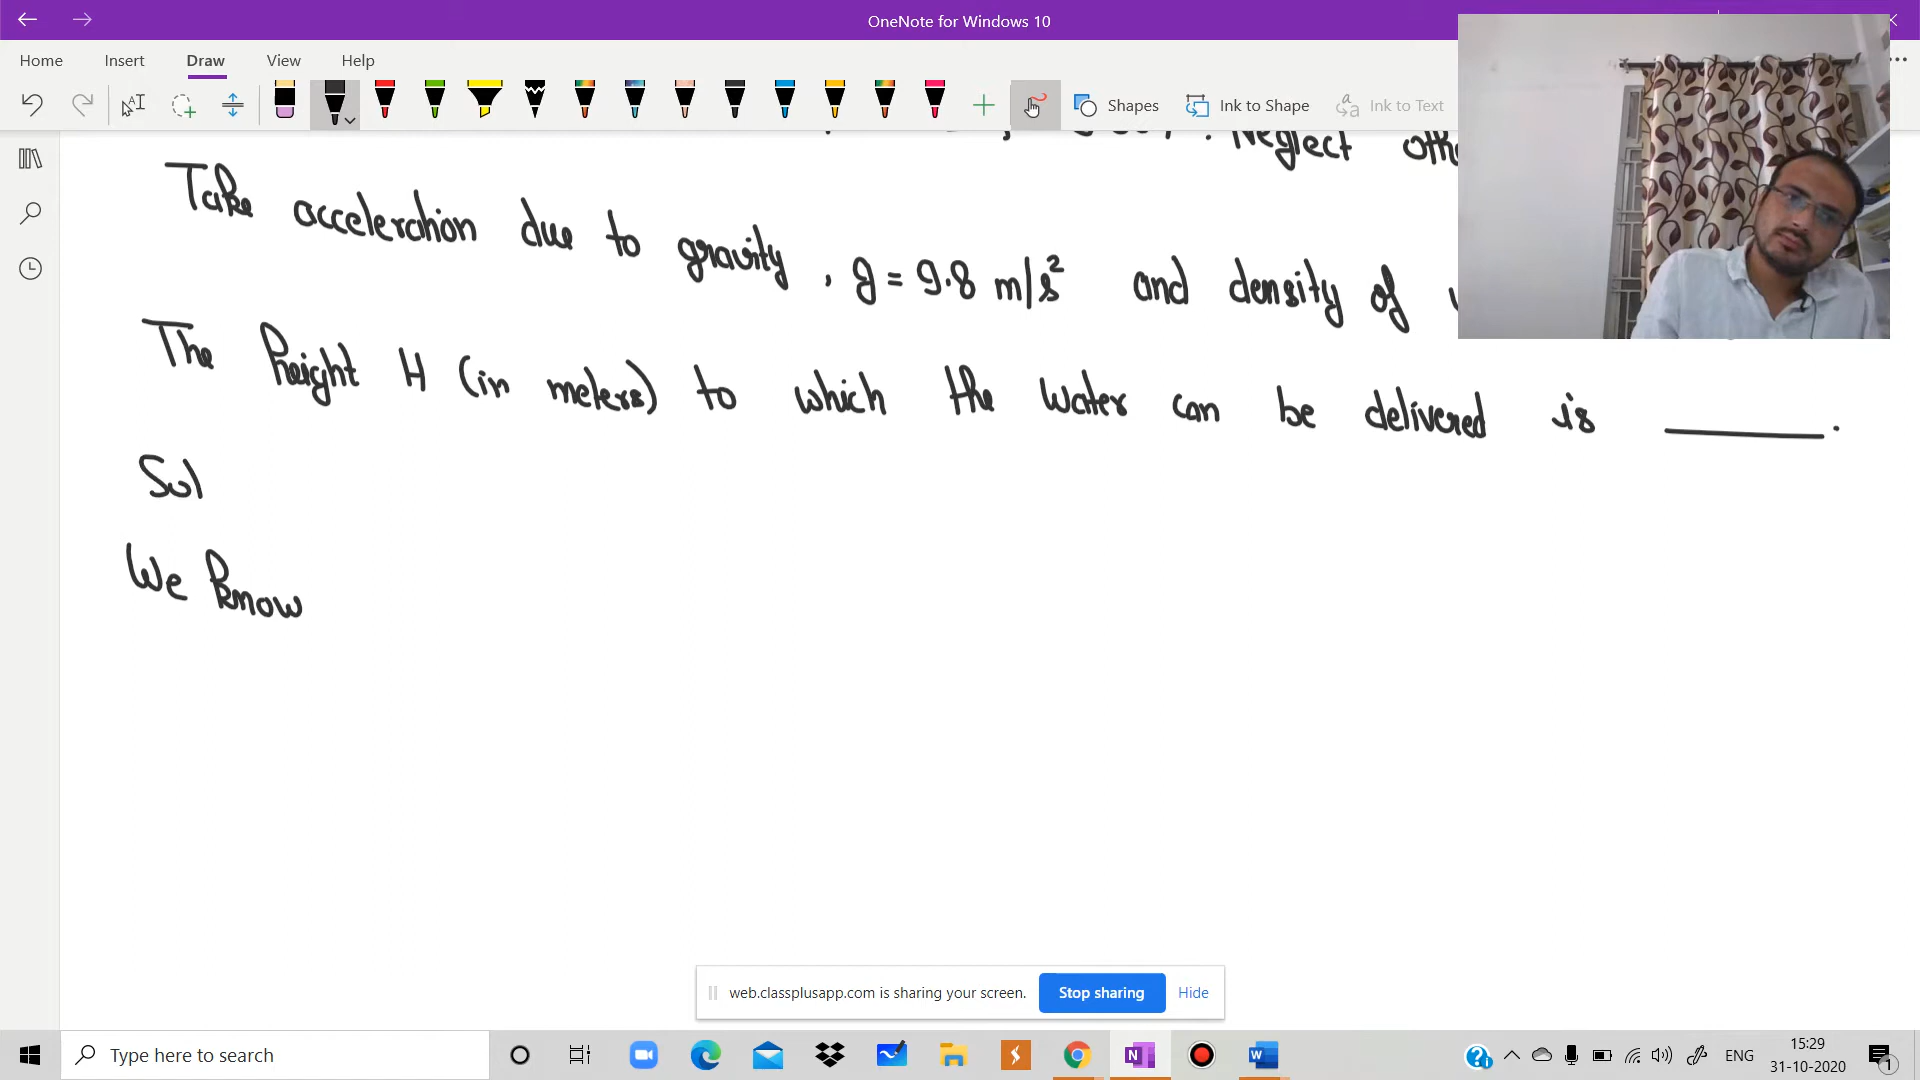 OneNote for Windows 10
Home Insert Draw View Help
Shapes Ink to Shape Ink to Text
Neglect
Take acceleration due to gravity, g = 9.8 m/s² and density of
The height H (in meters) to which the water can be delivered is ______.
Sol
We know
web.classplusapp.com is sharing your screen. Stop sharing Hide
Type here to search
ENG
15:29
31-10-2020
1